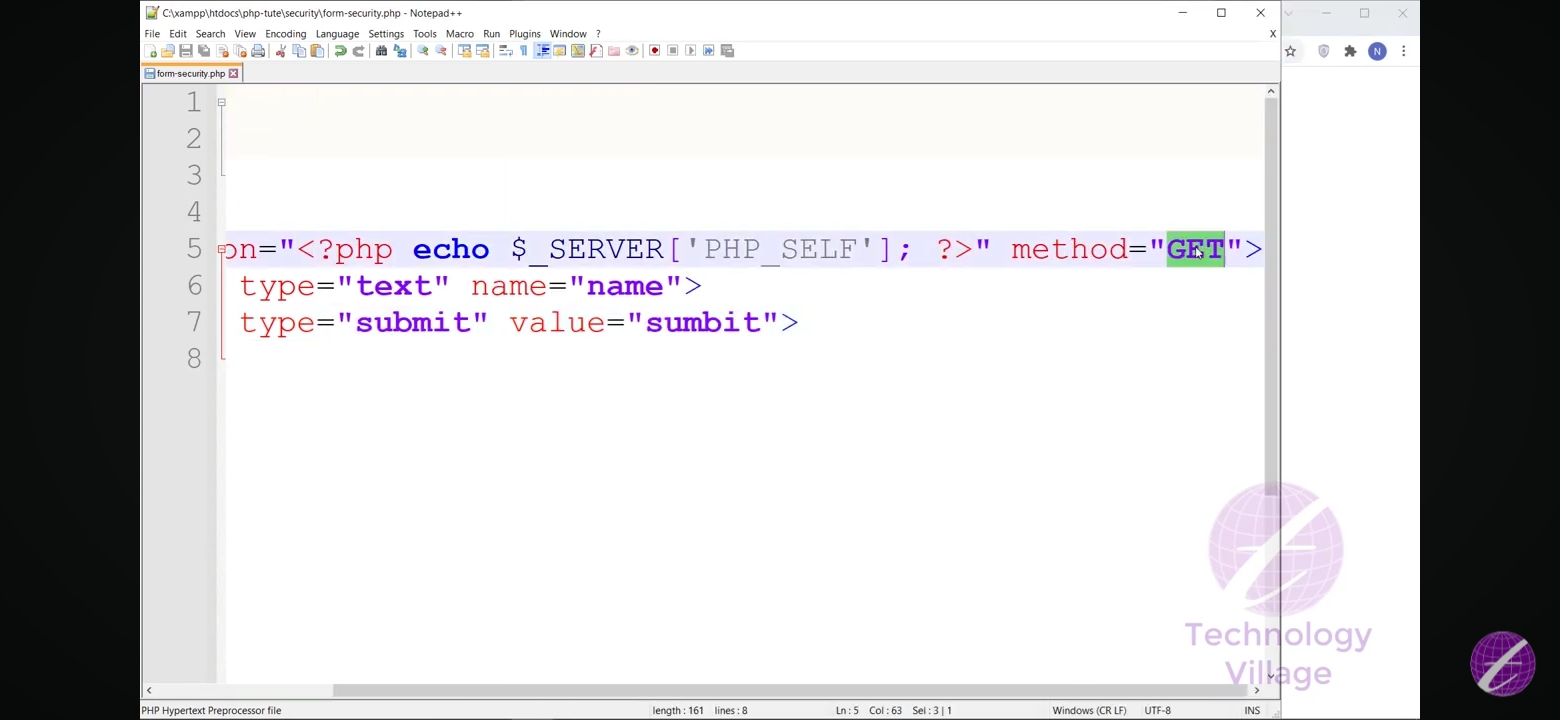 C:\xampp\htdocs\php-tute\security\form-security.php - Notepad++
File Edit Search View Encoding Language Settings Tools Macro Run Plugins Window ? X
form-security.php
N
1
2
3
4
5 on="<?php echo $_SERVER['PHP_SELF']; ?>" method="GET">
6 type="text" name="name">
7 type="submit" value="sumbit">
8
Technology
Village
PHP Hypertext Preprocessor file length : 161 lines : 8 Ln : 5 Col : 63 Sel : 3 | 1 Windows (CR LF) UTF-8 INS